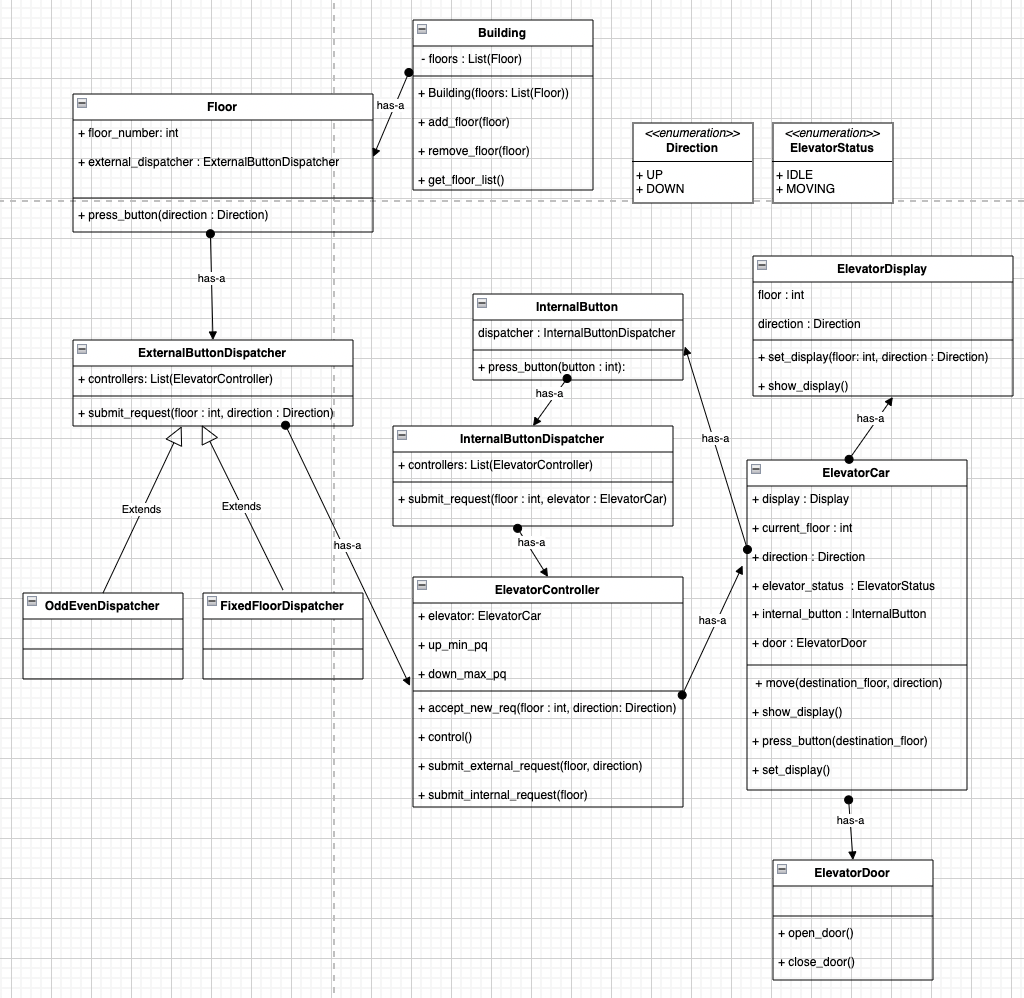 Building
- floors : List(Floor)
+ Building(floors: List(Floor))
+ add_floor(floor)
+ remove_floor(floor)
+ get_floor_list()
has-a
Floor
+ floor_number: int
+ external_dispatcher : ExternalButtonDispatcher
+ press_button(direction : Direction)
<<enumeration>>
Direction
+ UP
+ DOWN
<<enumeration>>
ElevatorStatus
+ IDLE
+ MOVING
has-a
ExternalButtonDispatcher
+ controllers: List(ElevatorController)
+ submit_request(floor : int, direction : Direction)
Extends
Extends
has-a
OddEvenDispatcher
FixedFloorDispatcher
InternalButton
dispatcher : InternalButtonDispatcher
+ press_button(button : int):
has-a
InternalButtonDispatcher
+ controllers: List(ElevatorController)
+ submit_request(floor : int, elevator : ElevatorCar)
has-a
ElevatorController
+ elevator: ElevatorCar
+ up_min_pq
+ down_max_pq
+ accept_new_req(floor : int, direction: Direction)
+ control()
+ submit_external_request(floor, direction)
+ submit_internal_request(floor)
has-a
has-a
ElevatorDisplay
floor : int
direction : Direction
+ set_display(floor: int, direction : Direction)
+ show_display()
has-a
ElevatorCar
+ display : Display
+ current_floor : int
+ direction : Direction
+ elevator_status : ElevatorStatus
+ internal_button : InternalButton
+ door : ElevatorDoor
+ move(destination_floor, direction)
+ show_display()
+ press_button(destination_floor)
+ set_display()
has-a
ElevatorDoor
+ open_door()
+ close_door()